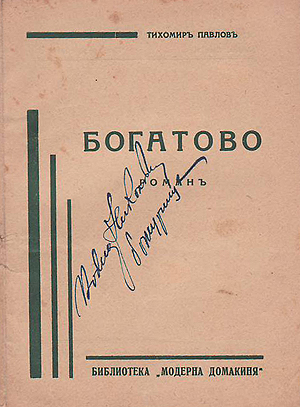 ТИХОМИРЪ ПАВЛОВЪ
БОГАТОВО
РОМАНЪ
БИБЛИОТЕКА „МОДЕРНА ДОМАКИНЯ"